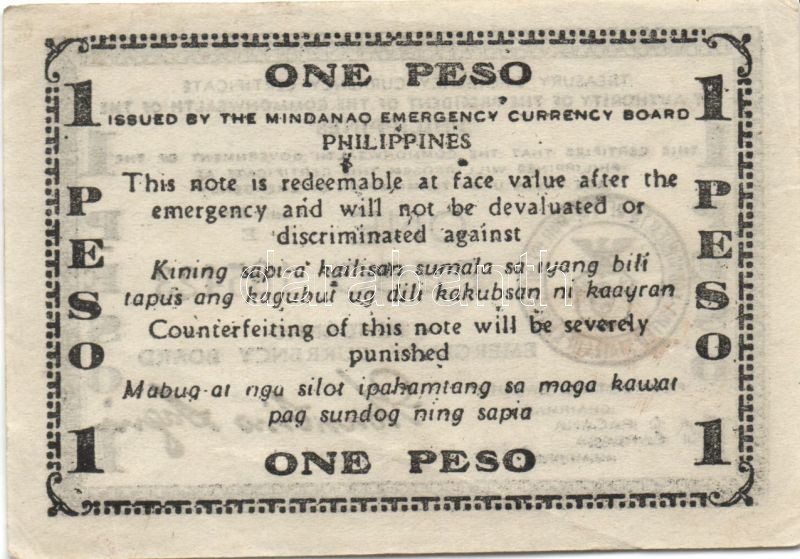 ONE PESO
1 1
ISSUED BY THE MINDANAO EMERGENCY CURRENCY BOARD
PHILIPPINES
This note is redeemable at face value after the
emergency and will not be devaluated or
discriminated against
Kining sapi-a kailisan sumala sa iyang bili
tapus ang kagubut ug dili kakubsan ni kaayran
Counterfeiting of this note will be severely
punished
Mabug-at nga silot ipahamtang sa maga kawat
pag sundog ning sapia
PESO PESO
1 ONE PESO 1
darabanth